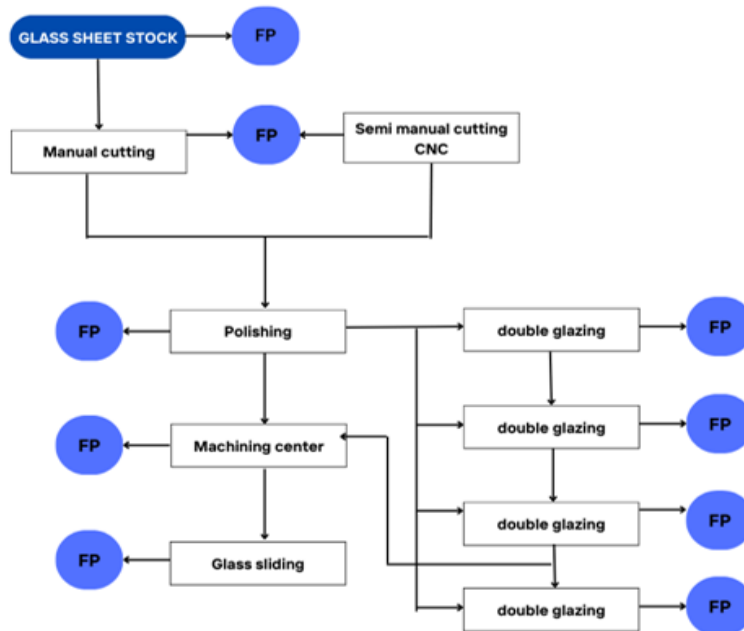 GLASS SHEET STOCK
FP
Manual cutting
FP
Semi manual cutting
CNC
FP
Polishing
double glazing
FP
FP
Machining center
double glazing
FP
double glazing
FP
FP
Glass sliding
double glazing
FP